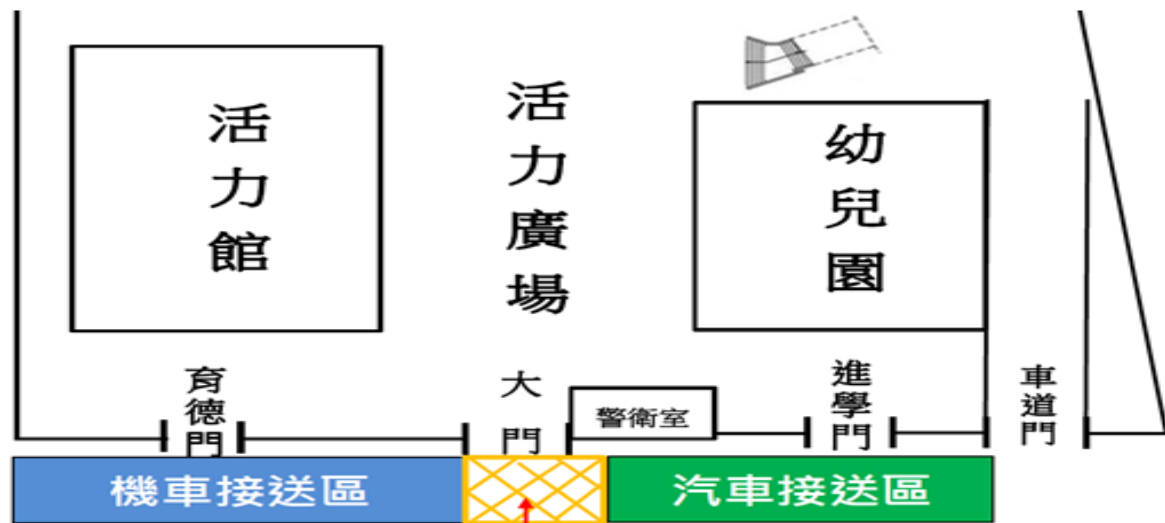 活力館
活力廣場
幼兒園
育德門
大門
警衛室
進學門
車道門
機車接送區
汽車接送區